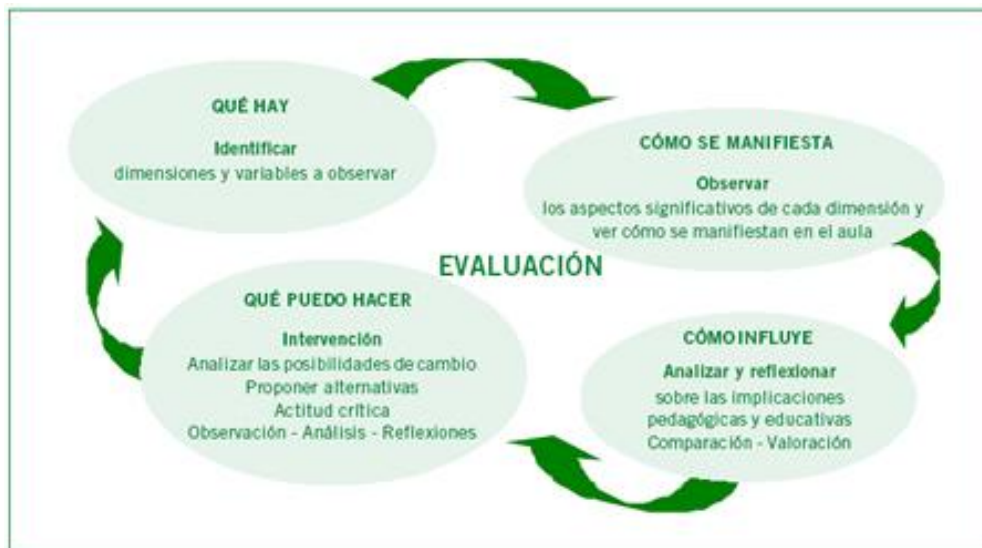 QUÉ HAY
Identificar
dimensiones y variables a observar
CÓMO SE MANIFIESTA
Observar
los aspectos significativos de cada dimensión y
ver cómo se manifiestan en el aula
EVALUACIÓN
QUÉ PUEDO HACER
Intervención
Analizar las posibilidades de cambio
Proponer alternativas
Actitud crítica
Observación - Análisis - Reflexiones
CÓMO INFLUYE
Analizar y reflexionar
sobre las implicaciones
pedagógicas y educativas
Comparación - Valoración